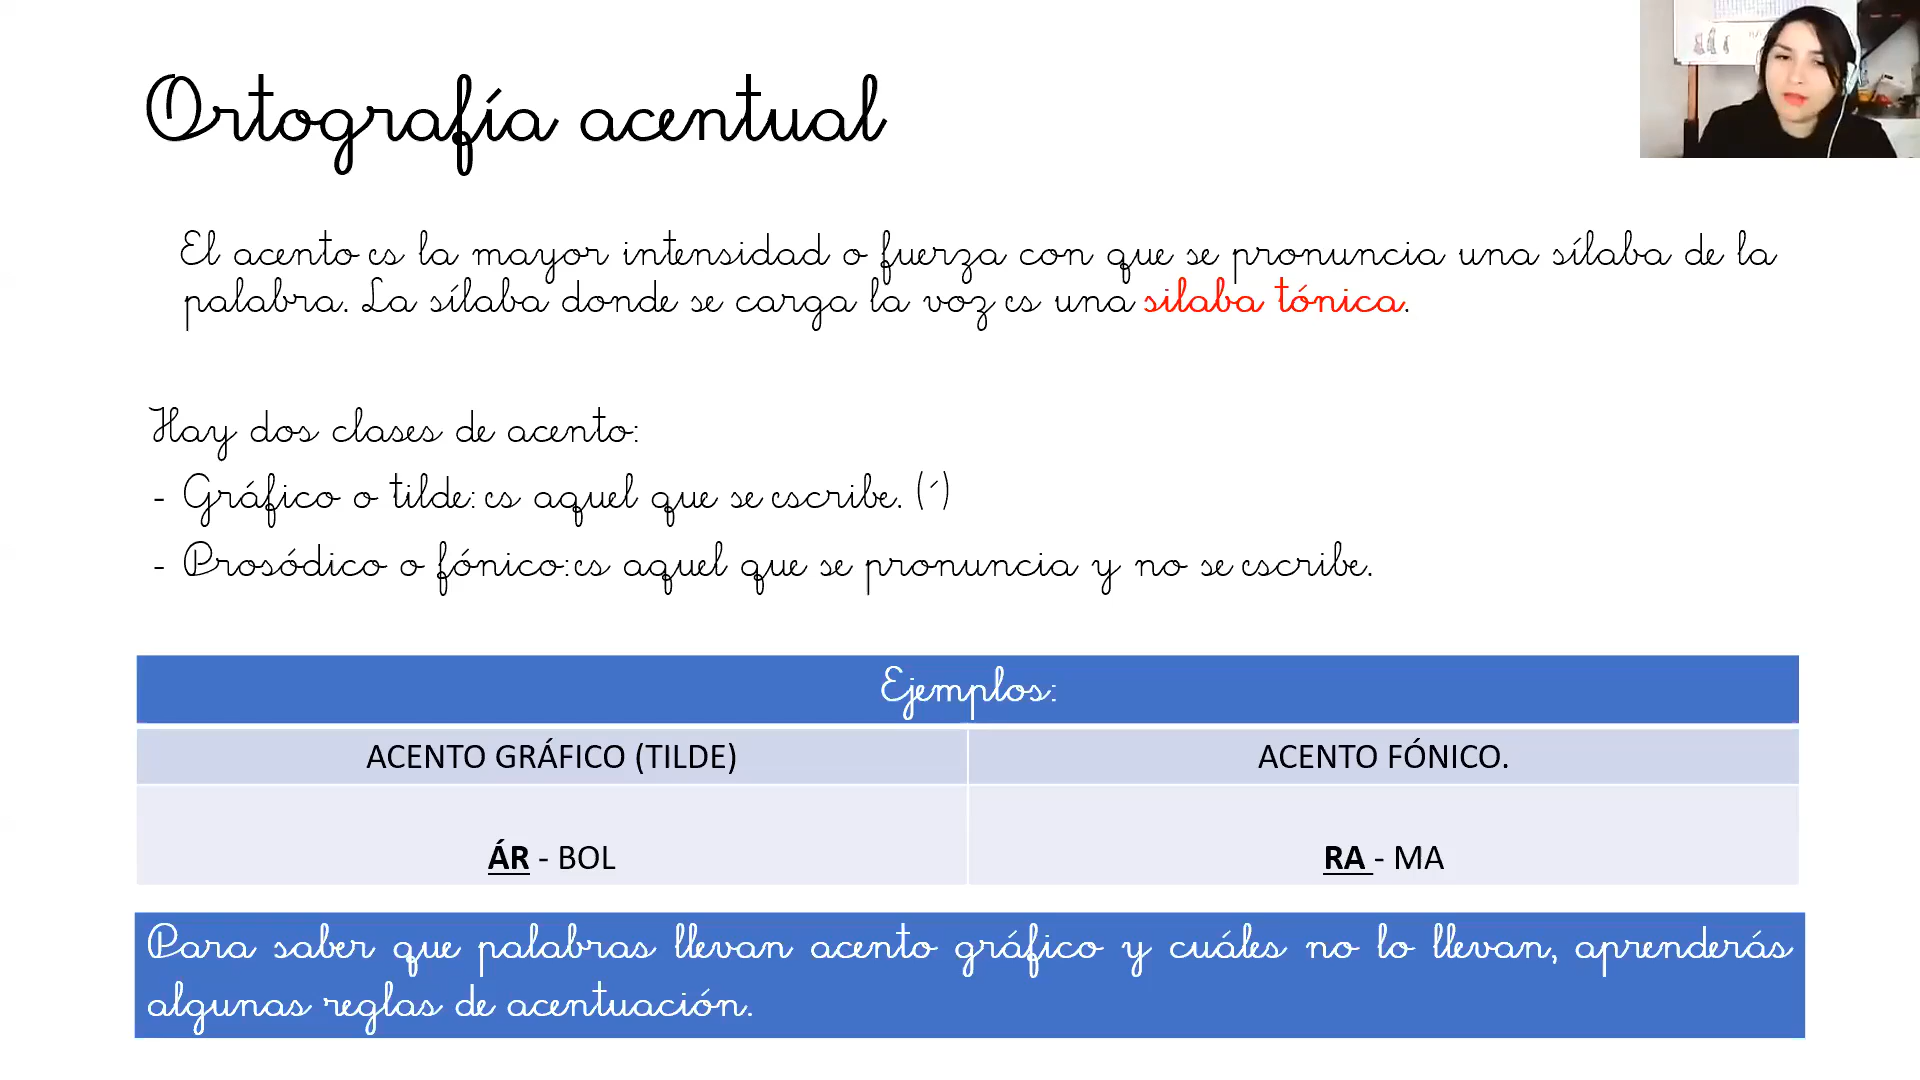 Ortografía acentual
El acento es la mayor intensidad o fuerza con que se pronuncia una sílaba de la
palabra. La sílaba donde se carga la voz es una silaba tónica.
Hay dos clases de acento:
- Gráfico o tilde: es aquel que se escribe. (´)
- Prosódico o fónico: es aquel que se pronuncia y no se escribe.
Ejemplos:
ACENTO GRÁFICO (TILDE)
ACENTO FÓNICO.
ÁR - BOL
RA - MA
Para saber que palabras llevan acento gráfico y cuáles no lo llevan, aprenderás
algunas reglas de acentuación.